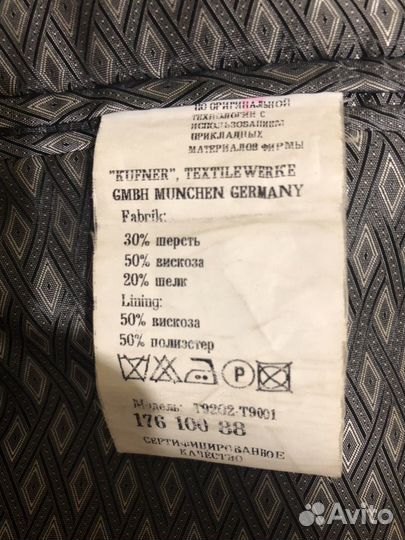 ПО ОРИГИНАЛЬНОЙ
ТЕХНОЛОГИИ С
ИСПОЛЬЗОВАНИЕМ
ПРИКЛАДНЫХ
МАТЕРИАЛОВ ФИРМЫ
"KUFNER", TEXTILEWERKE
GMBH MUNCHEN GERMANY
Fabrik:
30% шерсть
50% вискоза
20% шелк
Lining:
50% вискоза
50% полиэстер
P
Модель: T9202-T9001
176 100 88
СЕРТИФИЦИРОВАННОЕ
КАЧЕСТВО
Avito